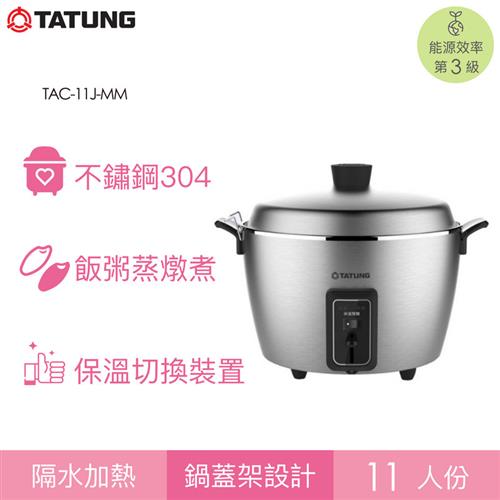 TATUNG
能源效率
第3級
TAC-11J-MM
不鏽鋼304
飯粥蒸燉煮
保溫切換裝置
TATUNG
隔水加熱
鍋蓋架設計
11人份